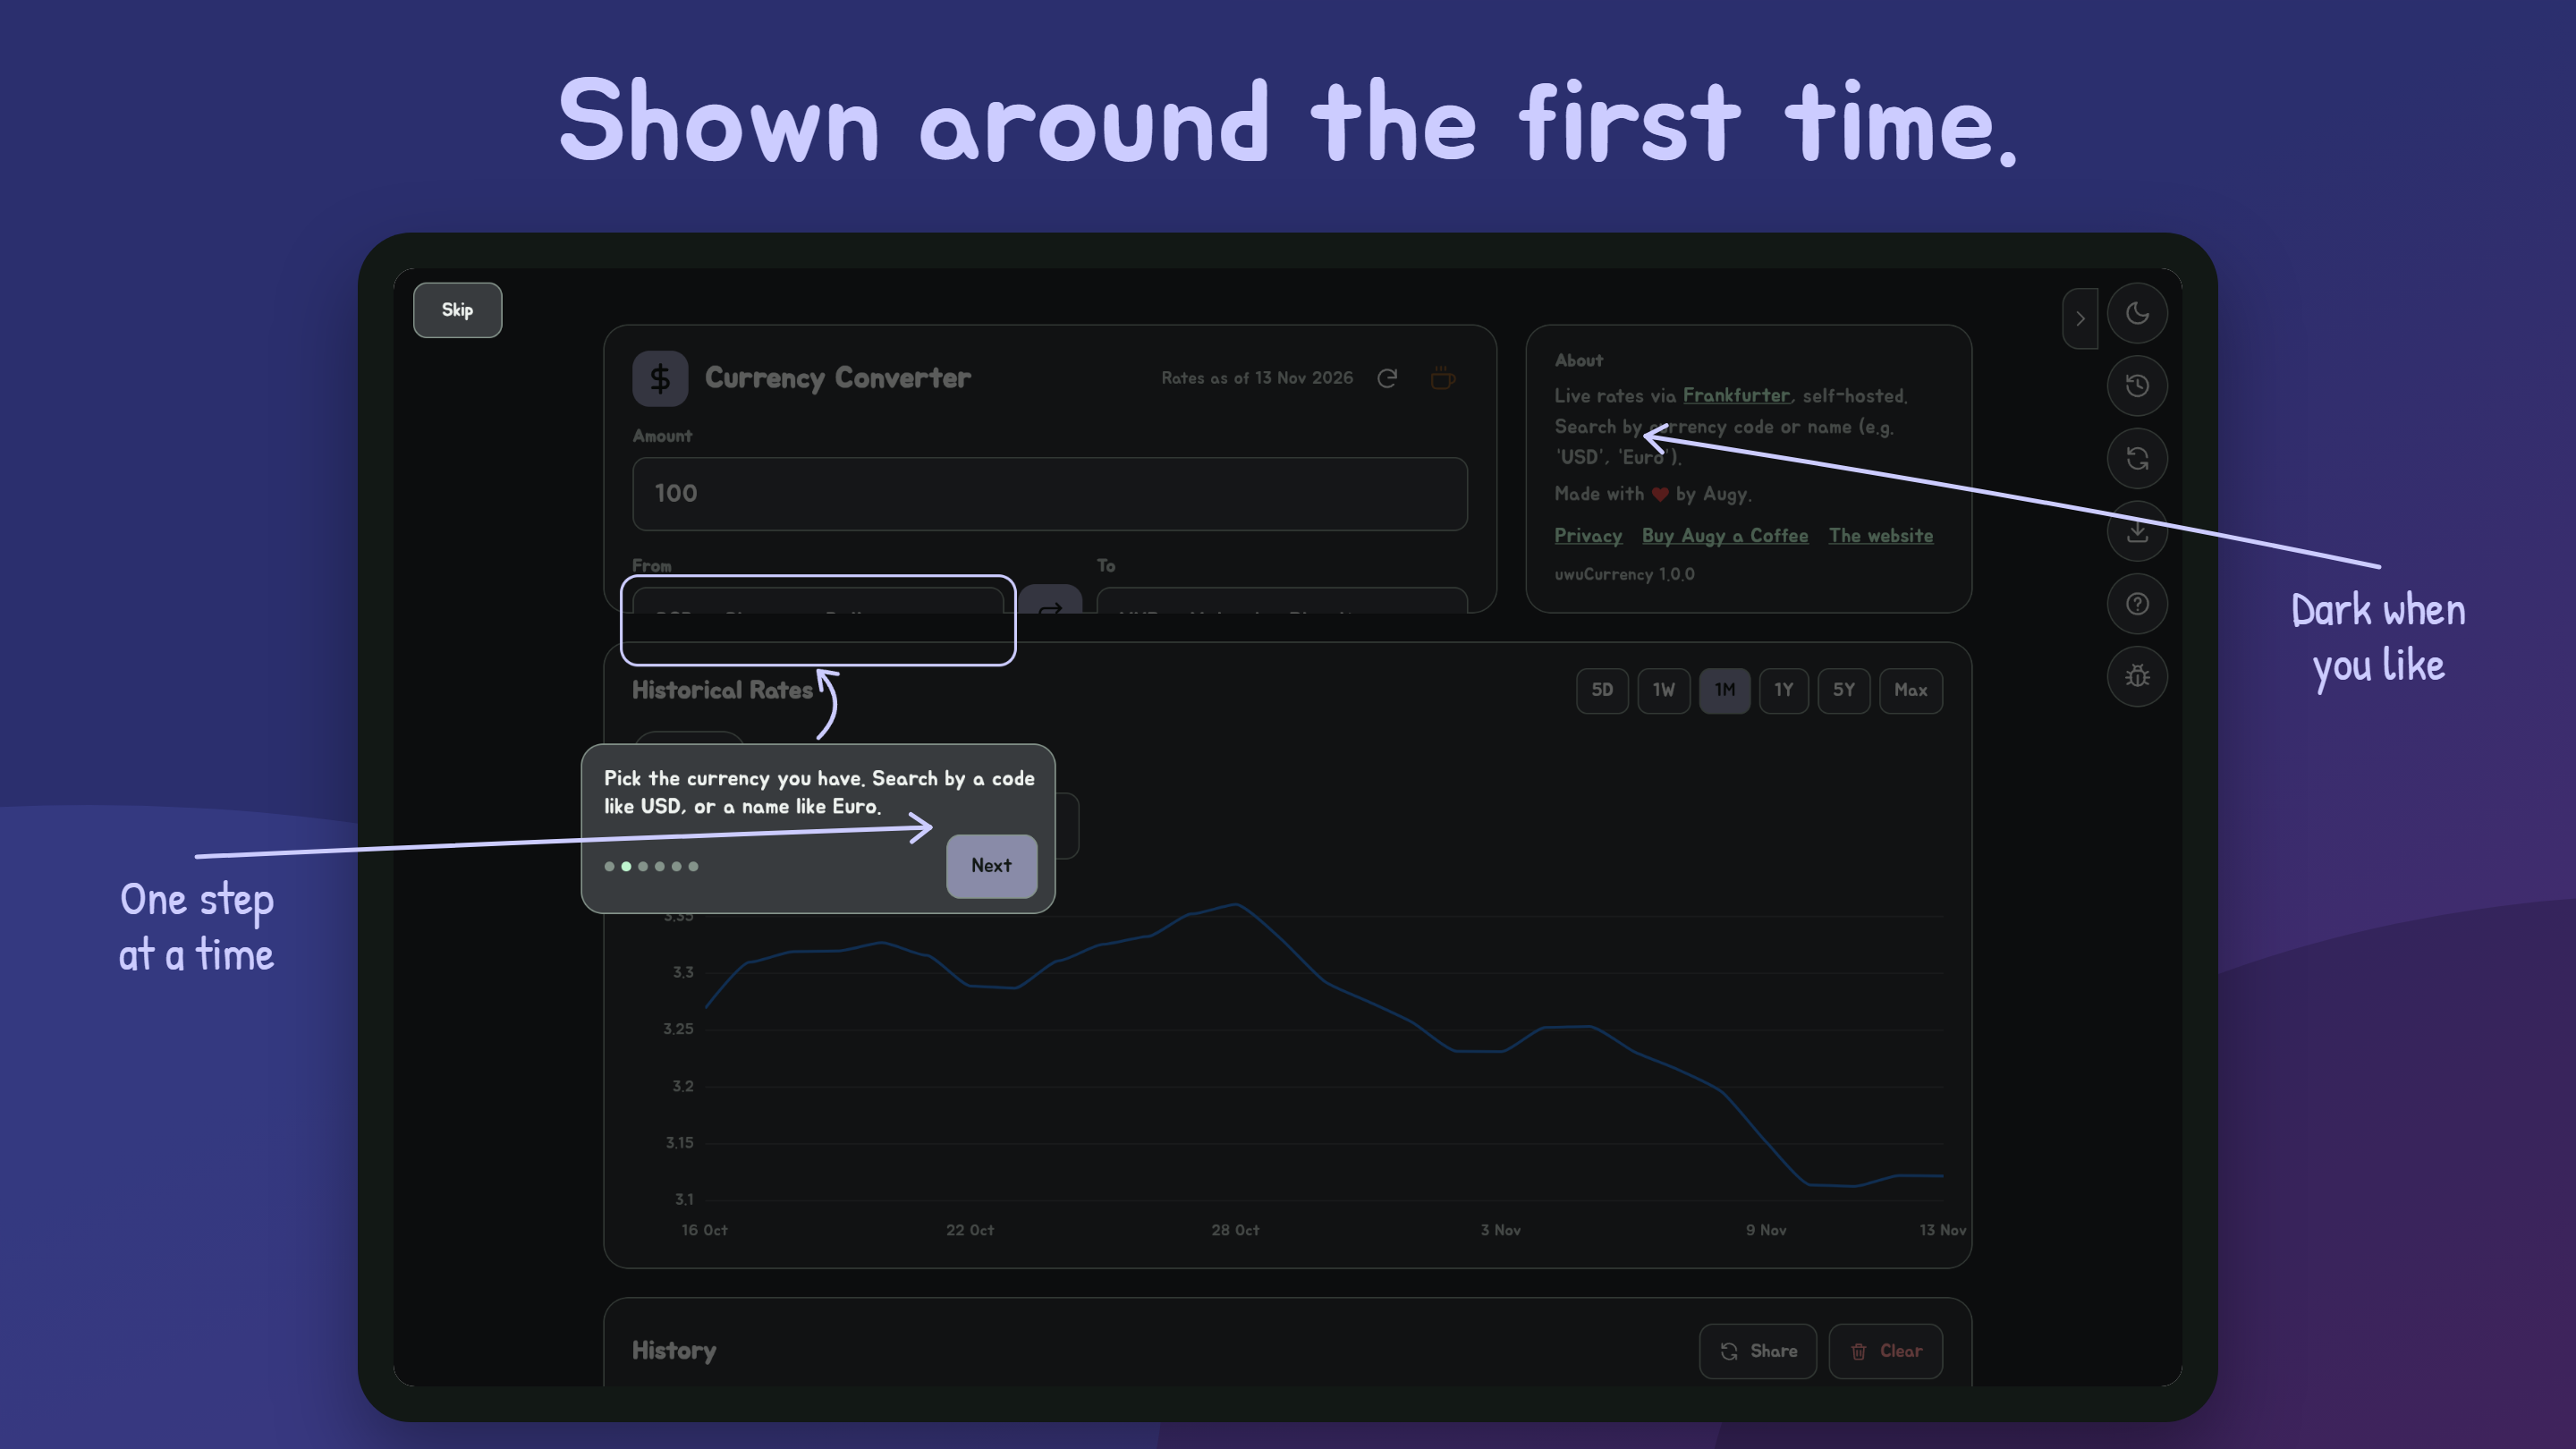 Shown around the first time.
Skip
Currency Converter
Rates as of 13 Nov 2026
Amount
100
From
To
About
Live rates via Frankfurter, self-hosted.
Search by currency code or name (e.g.
'USD', 'Euro').
Made with ❤ by Augy.
Privacy Buy Augy a Coffee The website
uwuCurrency 1.0.0
Dark when
you like
Historical Rates
5D 1W 1M 1Y 5Y Max
Pick the currency you have. Search by a code
like USD, or a name like Euro.
Next
One step
at a time
3.35
3.3
3.25
3.2
3.15
3.1
16 Oct 22 Oct 28 Oct 3 Nov 9 Nov 13 Nov
History
Share
Clear